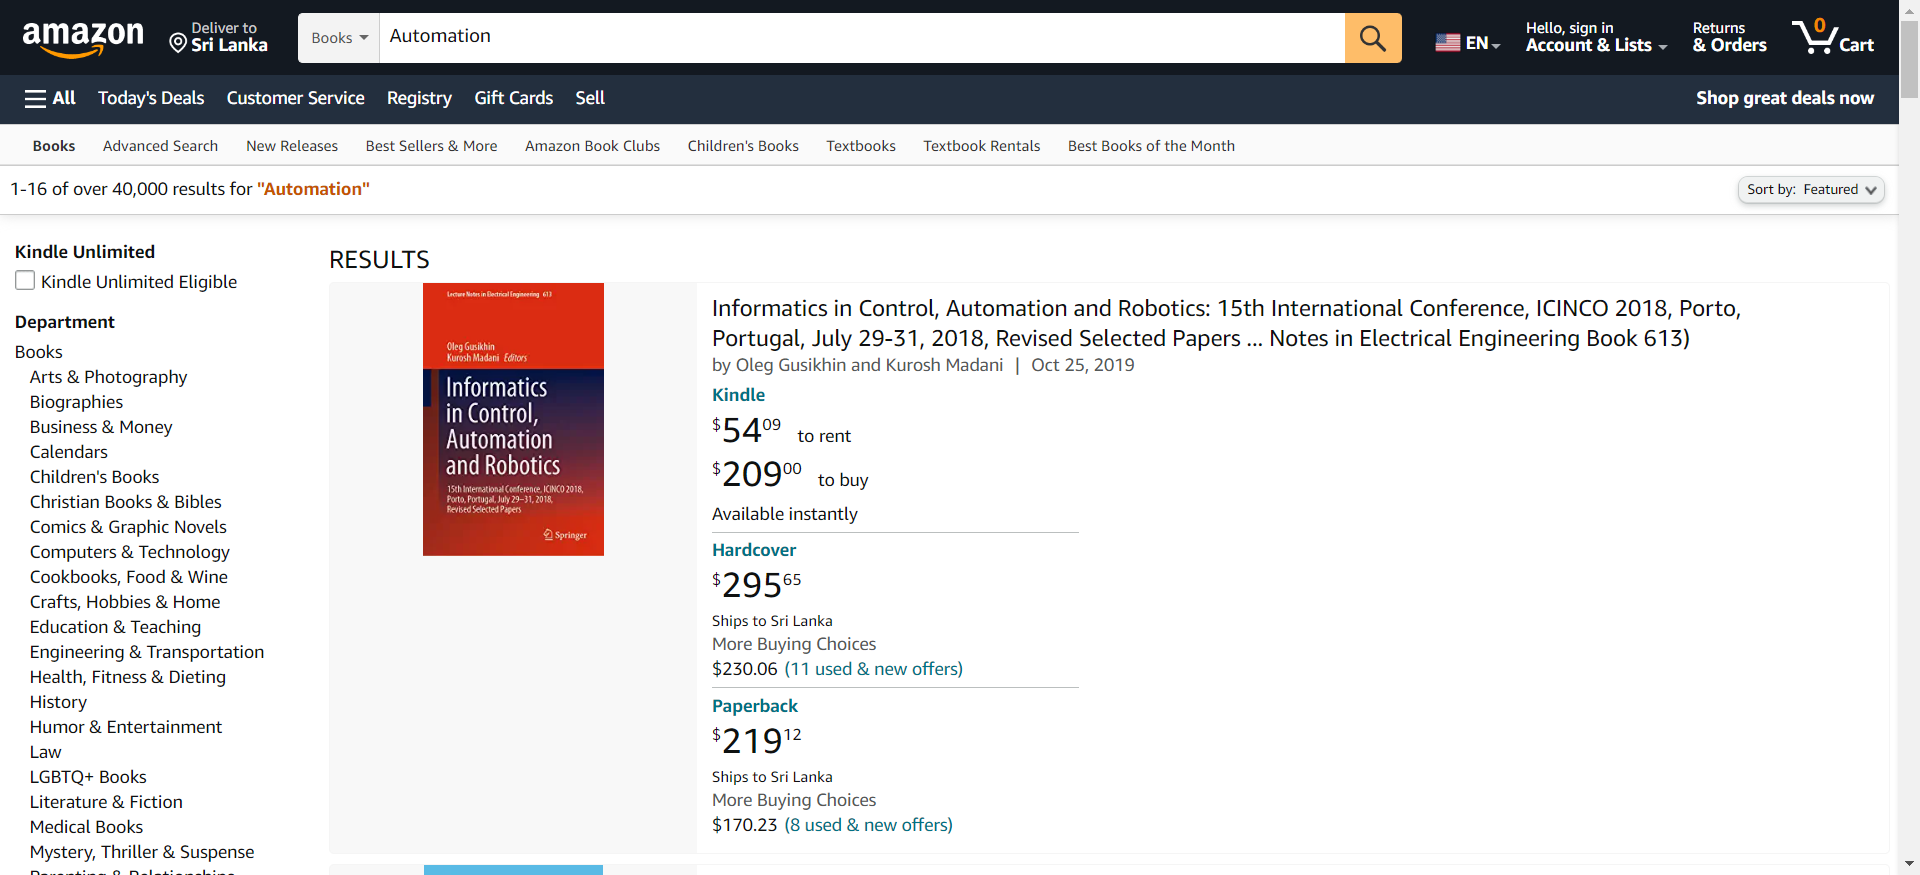 amazon
Deliver to
Sri Lanka
Books
Automation
EN
Hello, sign in
Account & Lists
Returns
& Orders
0
Cart
All
Today's Deals
Customer Service
Registry
Gift Cards
Sell
Shop great deals now
Books
Advanced Search
New Releases
Best Sellers & More
Amazon Book Clubs
Children's Books
Textbooks
Textbook Rentals
Best Books of the Month
1-16 of over 40,000 results for "Automation"
Sort by: Featured
Kindle Unlimited
Kindle Unlimited Eligible
Department
Books
Arts & Photography
Biographies
Business & Money
Calendars
Children's Books
Christian Books & Bibles
Comics & Graphic Novels
Computers & Technology
Cookbooks, Food & Wine
Crafts, Hobbies & Home
Education & Teaching
Engineering & Transportation
Health, Fitness & Dieting
History
Humor & Entertainment
Law
LGBTQ+ Books
Literature & Fiction
Medical Books
Mystery, Thriller & Suspense
Parenting & Relationships
RESULTS
Lecture Notes in Electrical Engineering 613
Oleg Gusikhin
Kurosh Madani Editors
Informatics
in Control,
Automation
and Robotics
15th International Conference, ICINCO 2018,
Porto, Portugal, July 29–31, 2018,
Revised Selected Papers
Springer
Informatics in Control, Automation and Robotics: 15th International Conference, ICINCO 2018, Porto,
Portugal, July 29-31, 2018, Revised Selected Papers ... Notes in Electrical Engineering Book 613)
by Oleg Gusikhin and Kurosh Madani | Oct 25, 2019
Kindle
$54 09 to rent
$209 00 to buy
Available instantly
Hardcover
$295 65
Ships to Sri Lanka
More Buying Choices
$230.06 (11 used & new offers)
Paperback
$219 12
Ships to Sri Lanka
More Buying Choices
$170.23 (8 used & new offers)